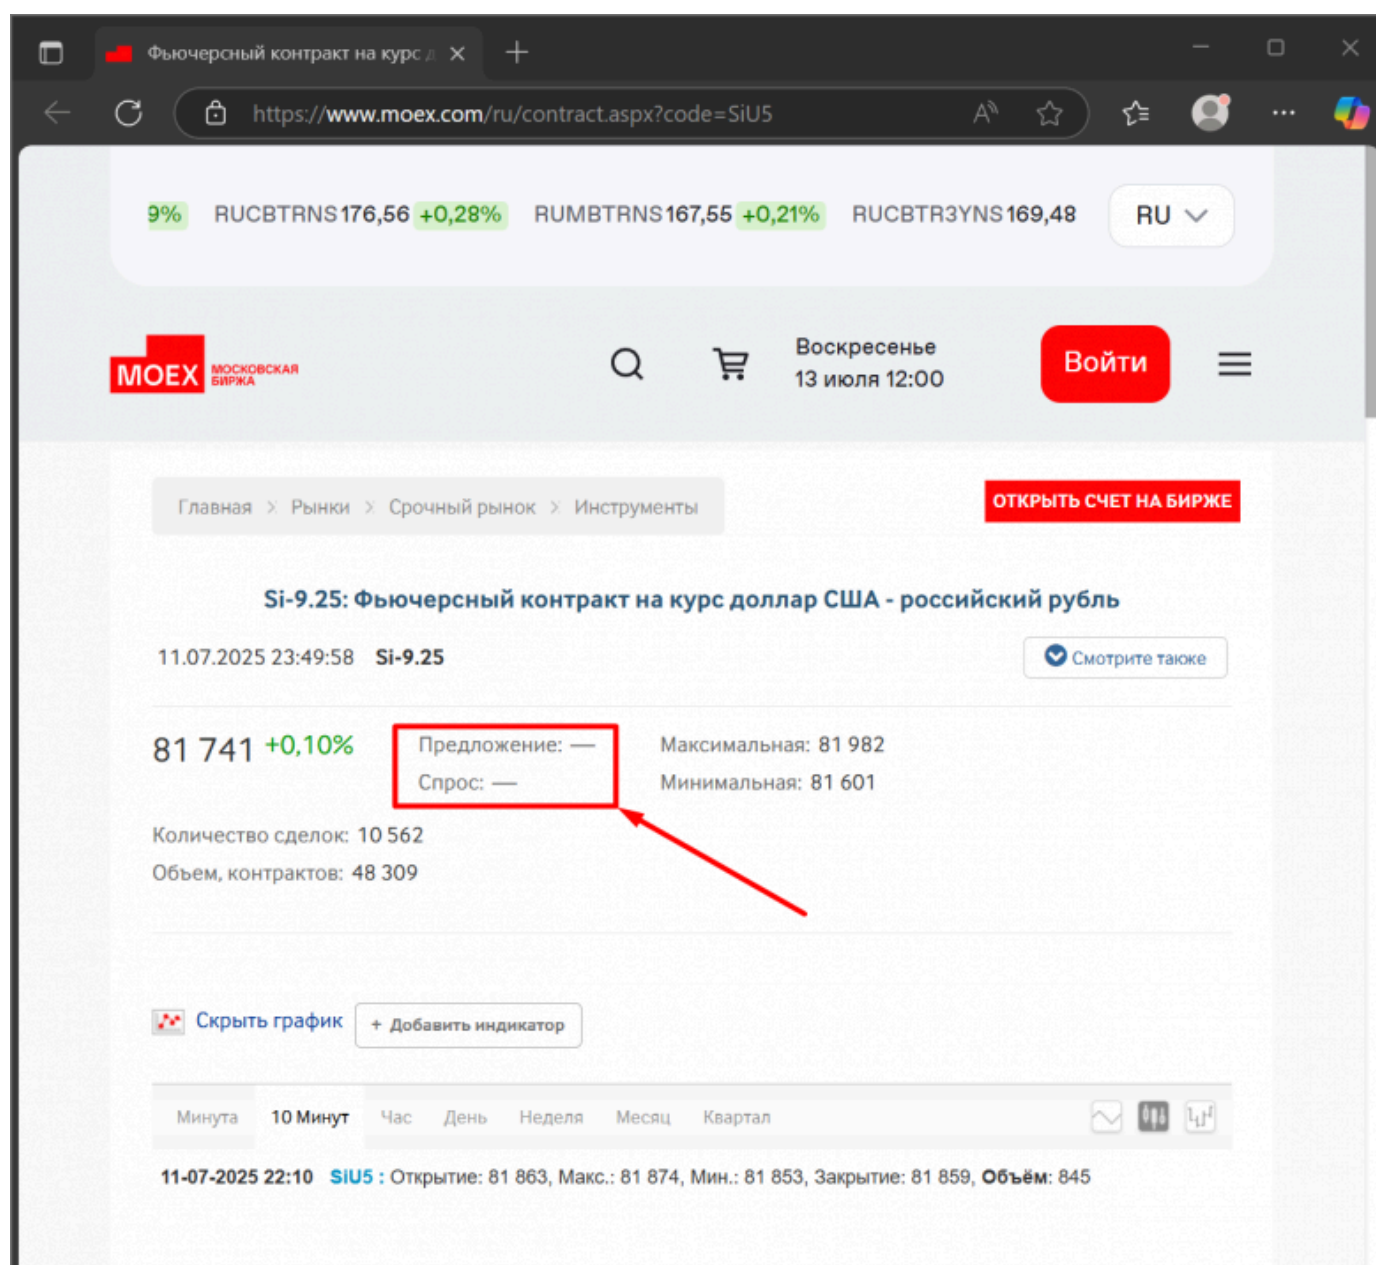 Фьючерсный контракт на курс д
https://www.moex.com/ru/contract.aspx?code=SiU5
9% RUCBTRNS 176,56 +0,28% RUMBTRNS 167,55 +0,21% RUCBTR3YNS 169,48 RU
MOEX МОСКОВСКАЯ
БИРЖА
Воскресенье
13 июля 12:00
Войти
Главная > Рынки > Срочный рынок > Инструменты
ОТКРЫТЬ СЧЕТ НА БИРЖЕ
Si-9.25: Фьючерсный контракт на курс доллар США - российский рубль
11.07.2025 23:49:58 Si-9.25
Смотрите также
81 741 +0,10%
Предложение: —
Спрос: —
Максимальная: 81 982
Минимальная: 81 601
Количество сделок: 10 562
Объем, контрактов: 48 309
Скрыть график + Добавить индикатор
Минута 10 Минут Час День Неделя Месяц Квартал
11-07-2025 22:10 SiU5 : Открытие: 81 863, Макс.: 81 874, Мин.: 81 853, Закрытие: 81 859, Объём: 845